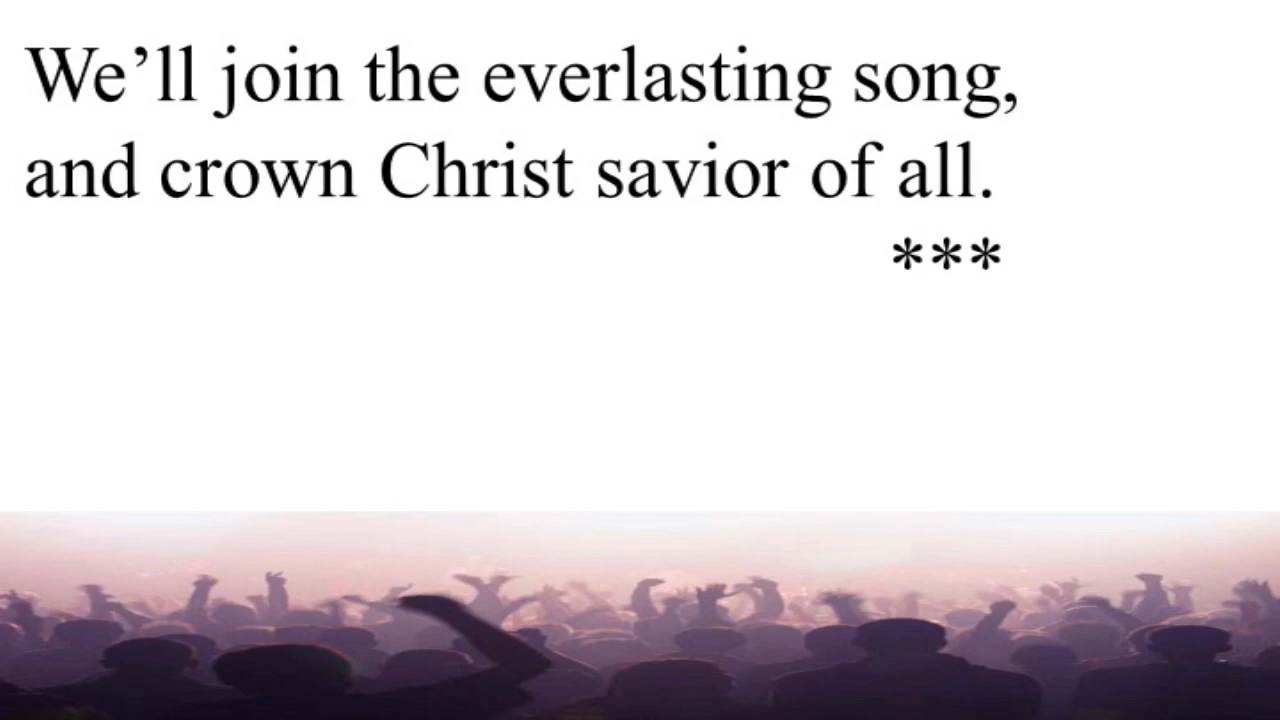 We’ll join the everlasting song,
and crown Christ savior of all.
***